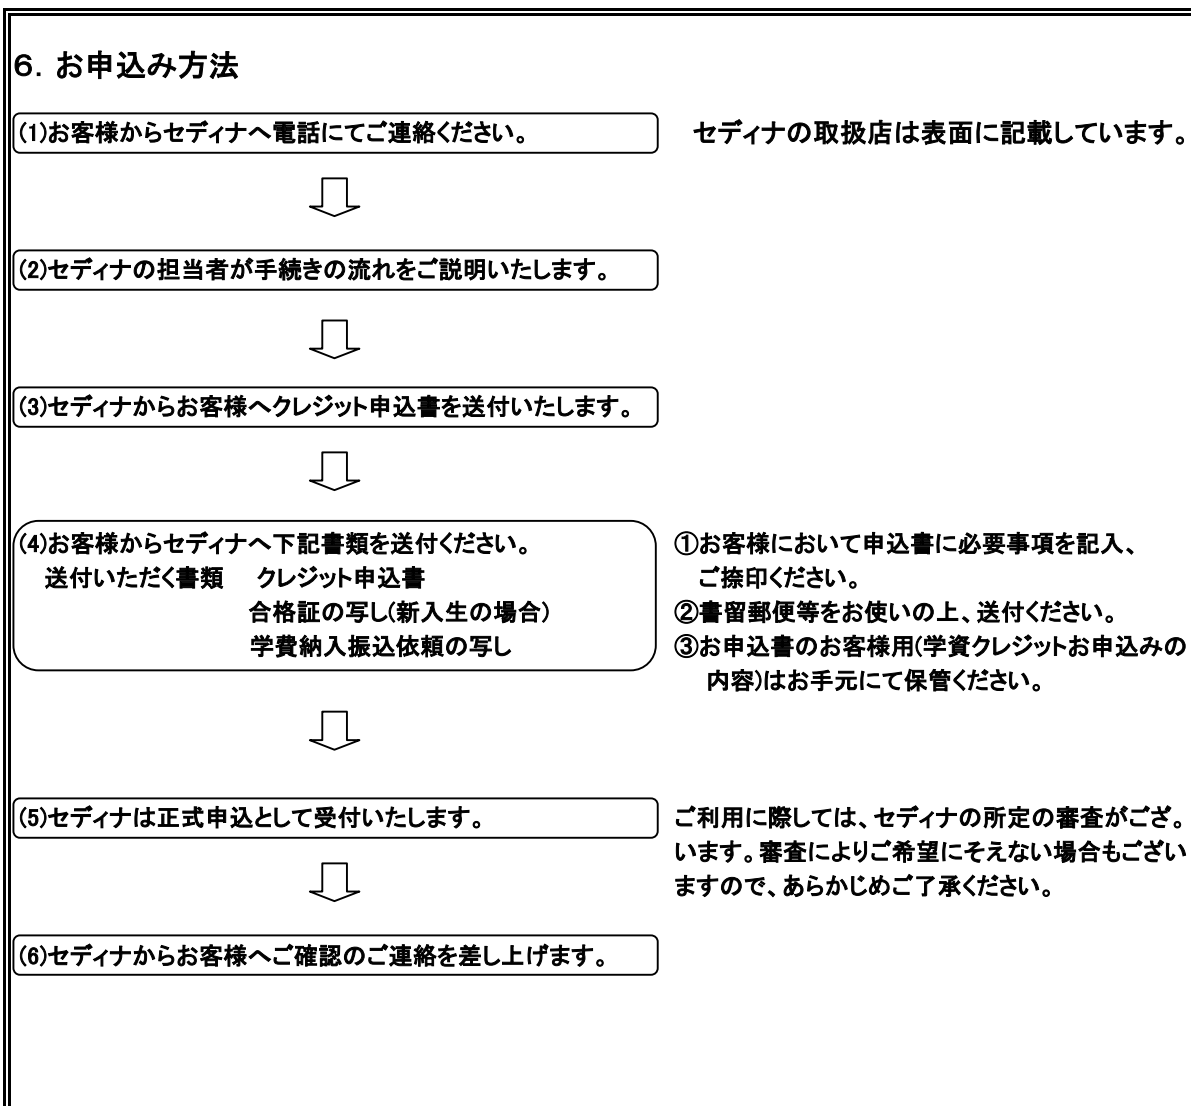 ６．お申込み方法
(1)お客様からセディナへ電話にてご連絡ください。
セディナの取扱店は表面に記載しています。
(2)セディナの担当者が手続きの流れをご説明いたします。
(3)セディナからお客様へクレジット申込書を送付いたします。
(4)お客様からセディナへ下記書類を送付ください。
送付いただく書類　クレジット申込書
合格証の写し(新入生の場合)
学費納入振込依頼の写し
①お客様において申込書に必要事項を記入、
ご捺印ください。
②書留郵便等をお使いの上、送付ください。
③お申込書のお客様用(学資クレジットお申込みの
内容)はお手元にて保管ください。
(5)セディナは正式申込として受付いたします。
ご利用に際しては、セディナの所定の審査がござ。
います。審査によりご希望にそえない場合もござい
ますので、あらかじめご了承ください。
(6)セディナからお客様へご確認のご連絡を差し上げます。